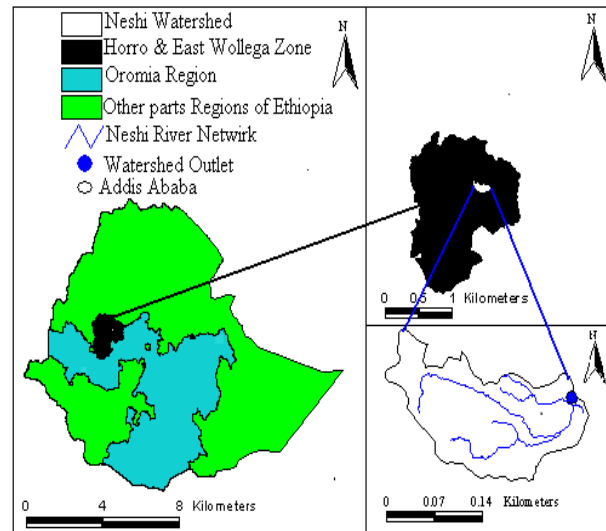 Neshi Watershed
Horro & East Wollega Zone
Oromia Region
Other parts Regions of Ethiopia
Neshi River Netwirk
Watershed Outlet
Addis Ababa
N
0 4 8 Kilometers
N
0 0.5 1 Kilometers
N
0 0.07 0.14 Kilometers